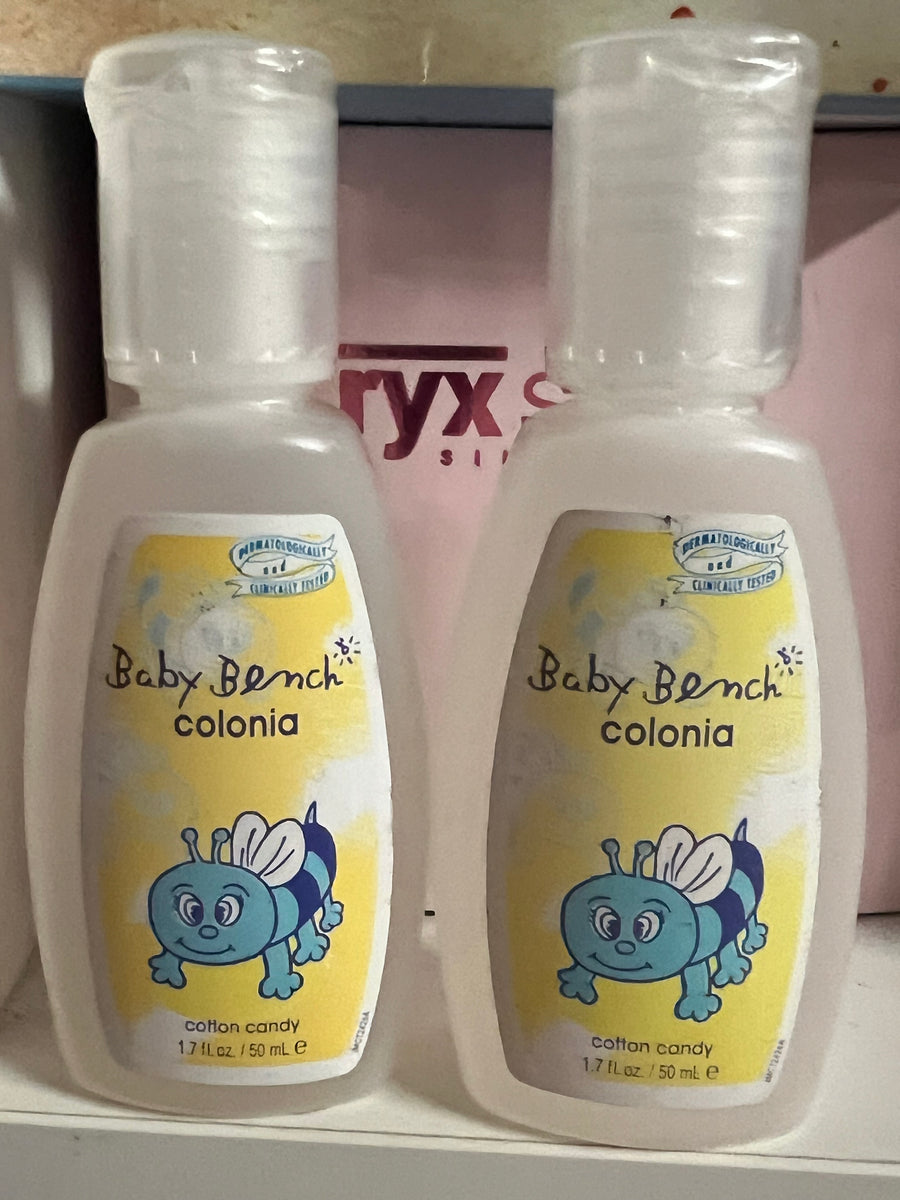 ryx S
SI
DERMATOLOGICALLY
and
CLINICALLY TESTED
Baby Bench
colonia
cotton candy
1.7 fl. oz. / 50 mL e
DERMATOLOGICALLY
and
CLINICALLY TESTED
Baby Bench
colonia
cotton candy
1.7 fl. oz. / 50 mL e